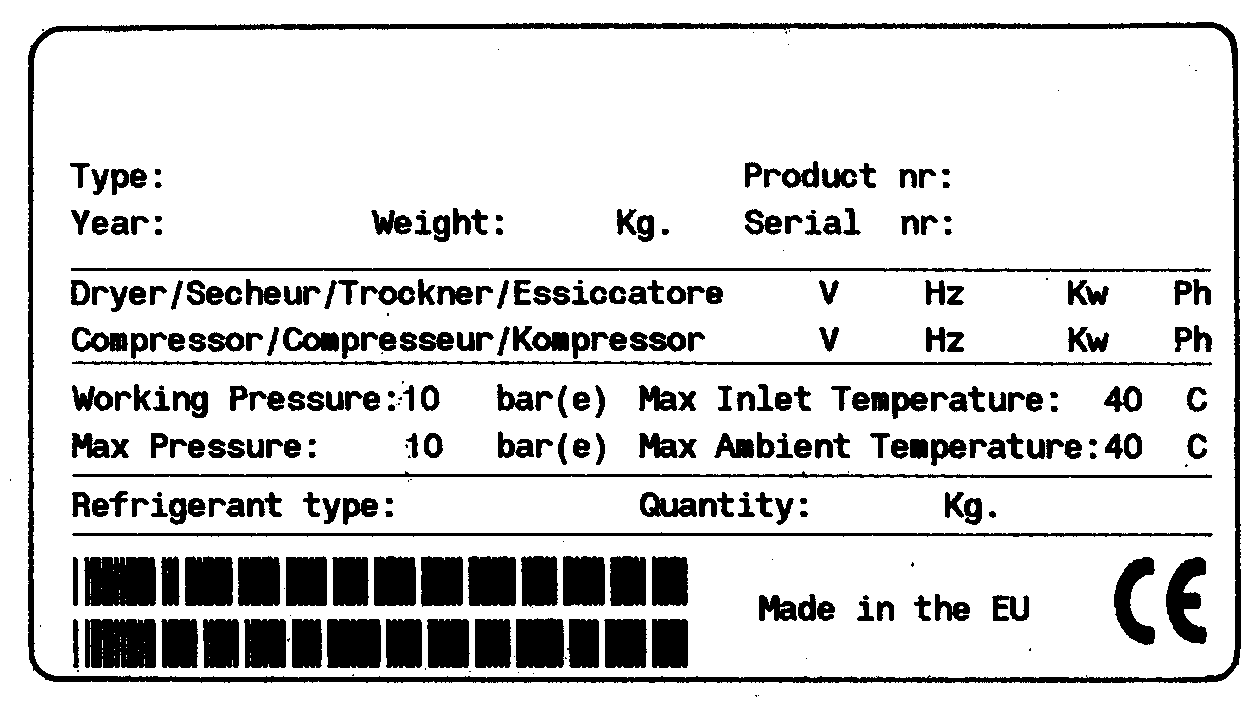 Type: Product nr:
Year: Weight: Kg. Serial nr:
Dryer/Secheur/Trockner/Essiccatore V Hz Kw Ph
Compressor/Compresseur/Kompressor V Hz Kw Ph
Working Pressure:10 bar(e) Max Inlet Temperature: 40 C
Max Pressure: 10 bar(e) Max Ambient Temperature:40 C
Refrigerant type: Quantity: Kg.
Made in the EU CE